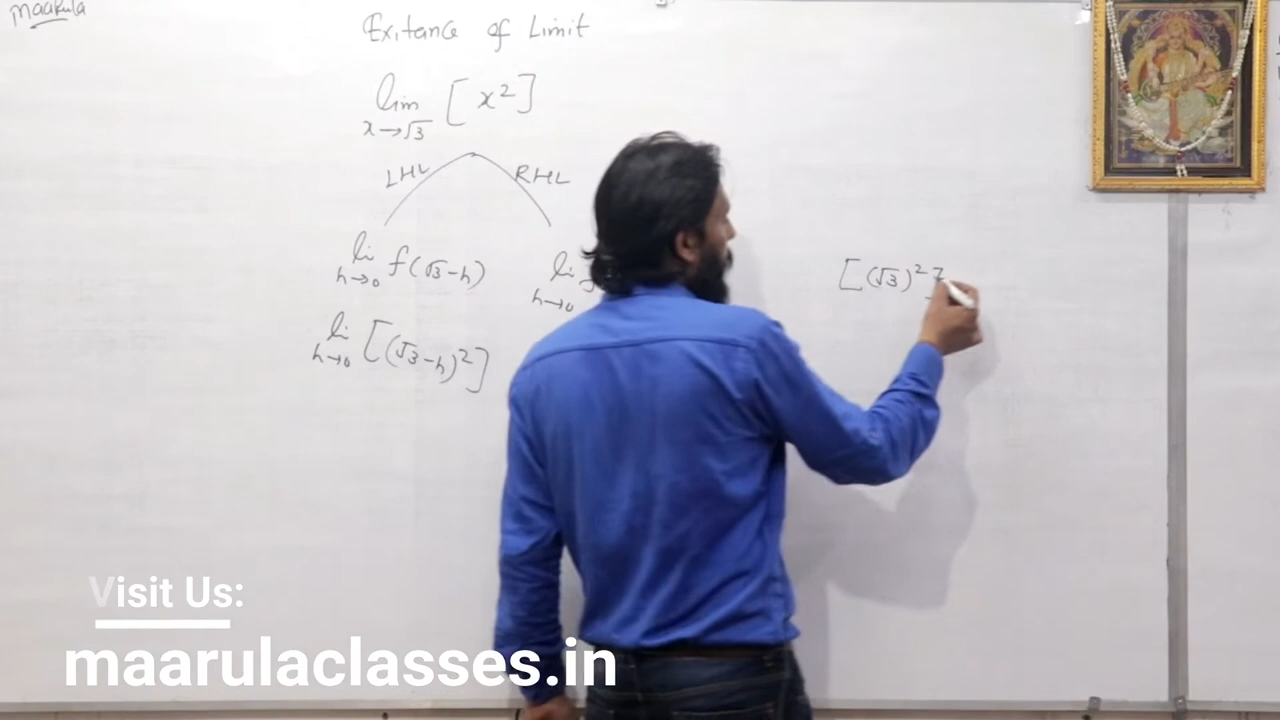 maarula
Exitance of Limit
lim x→√3 [x²]
LHL RHL
li h→0 f(√3-h)
li h→0
[(√3)²]
li h→0 [(√3-h)²]
Visit Us:
maarulaclasses.in